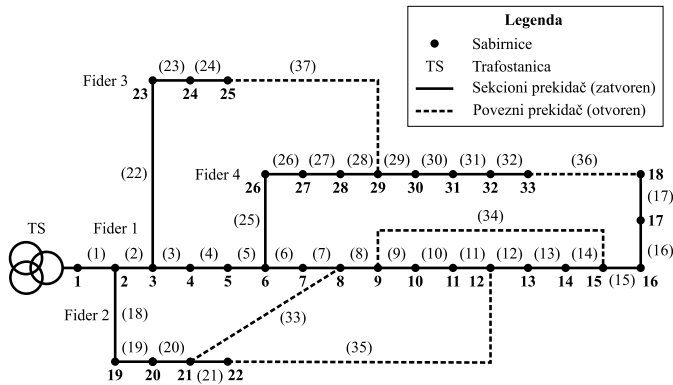 Legenda
Sabirnice
TS Trafostanica
Sekcioni prekidač (zatvoren)
Povezni prekidač (otvoren)
(23) (24) (37)
Fider 3
23 24 25
(22)
(26) (27) (28) (29) (30) (31) (32) (36)
Fider 4 18
26 27 28 29 30 31 32 33
(17)
17
(25)
(34)
TS Fider 1
(16)
(1) (2) (3) (4) (5) (6) (7) (8) (9) (10) (11) (12) (13) (14)
1 2 3 4 5 6 7 8 9 10 11 12 13 14 15 (15) 16
Fider 2 (18) (33)
(19) (20) (35)
19 20 21 (21) 22